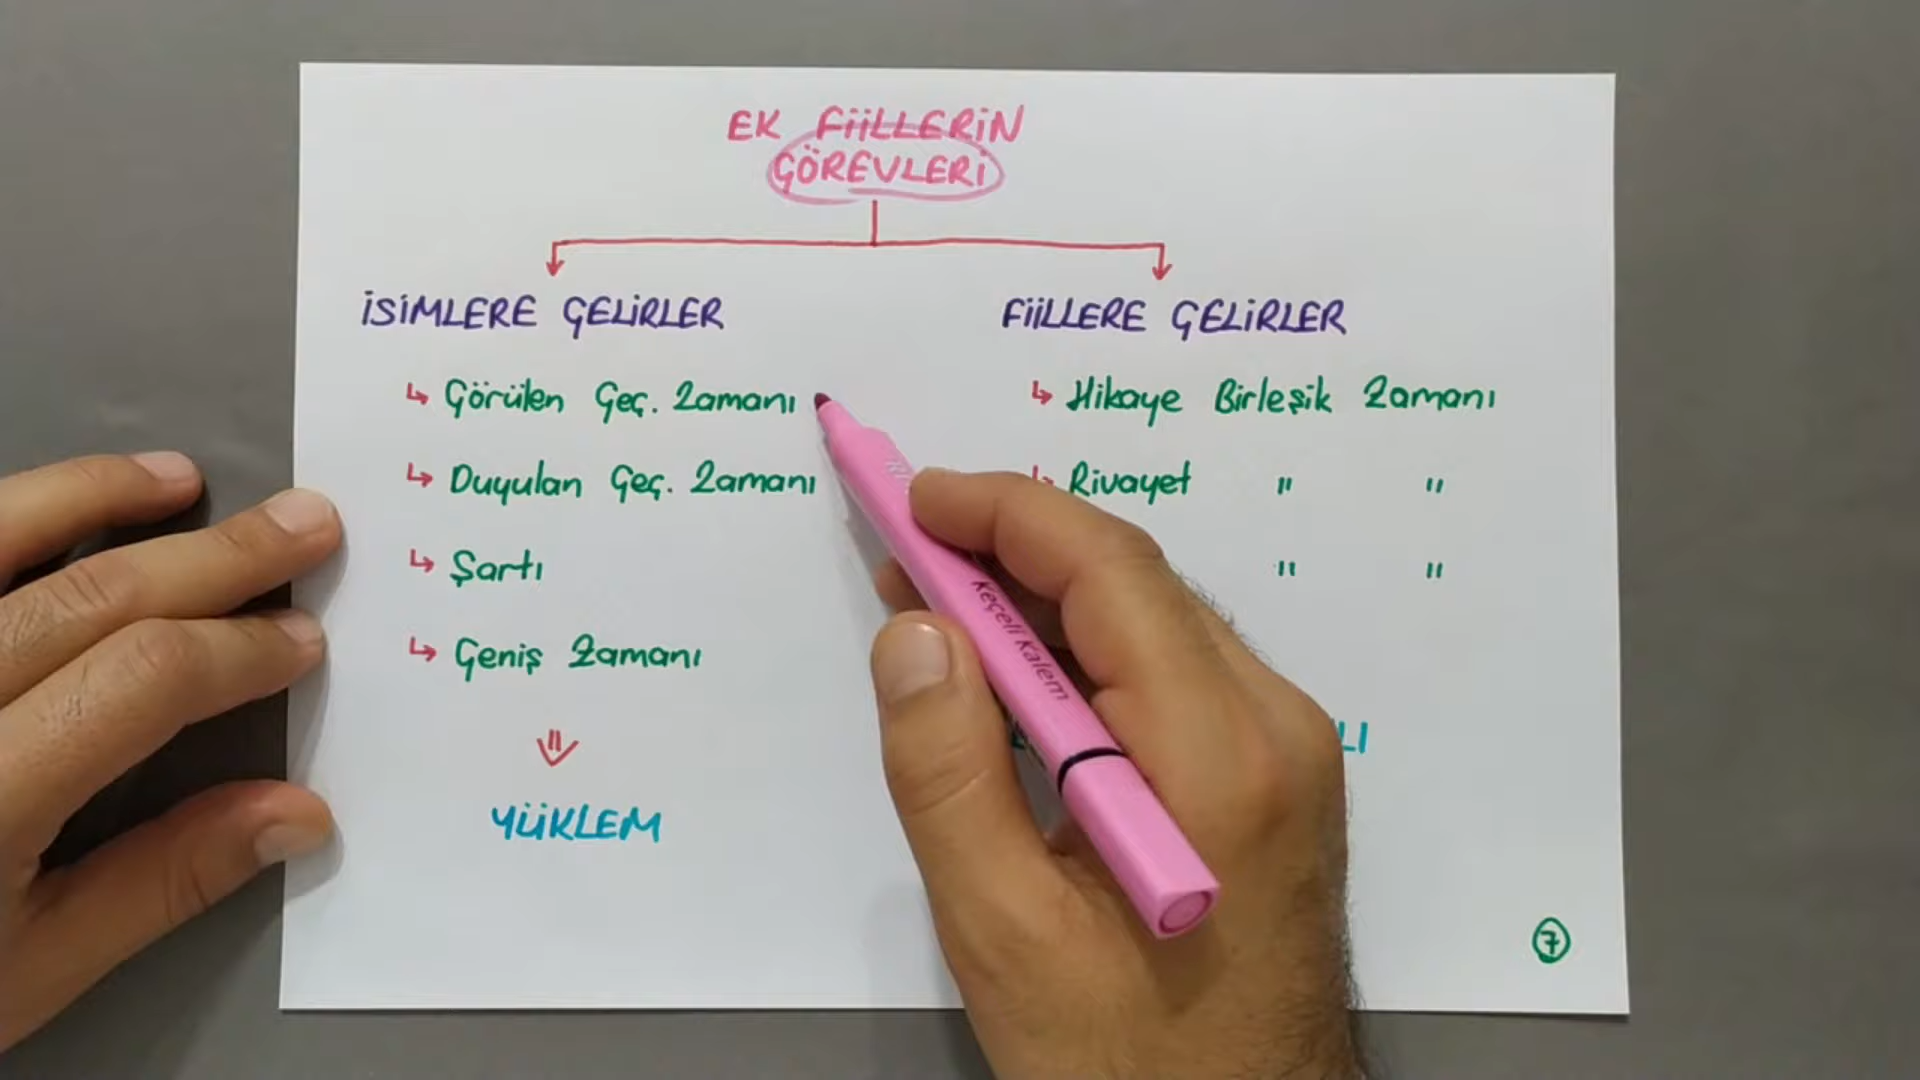 EK FİİLLERİN
GÖREVLERİ
İSİMLERE GELİRLER
↳ Görülen Geç. Zamanı
↳ Duyulan Geç. Zamanı
↳ Şartı
↳ Geniş Zamanı
YÜKLEM
FİİLLERE GELİRLER
↳ Hikaye Birleşik Zamanı
↳ Rivayet " "
" "
7
Keçeli Kalem